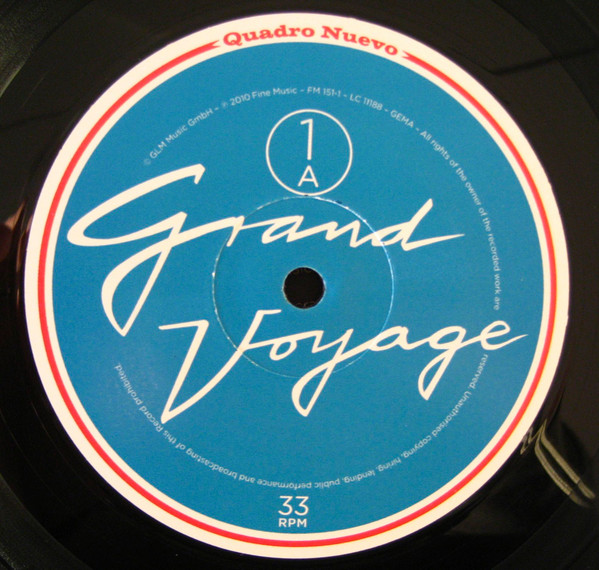 Quadro Nuevo
© GLM Music GmbH – ℗ 2010 Fine Music – FM 151-1 – LC 11188 – GEMA – All rights of the owner of the recorded work are reserved. Unauthorised copying, hiring, lending, public performance and broadcasting of this Record prohibited.
1
A
Grand
Voyage
33
RPM